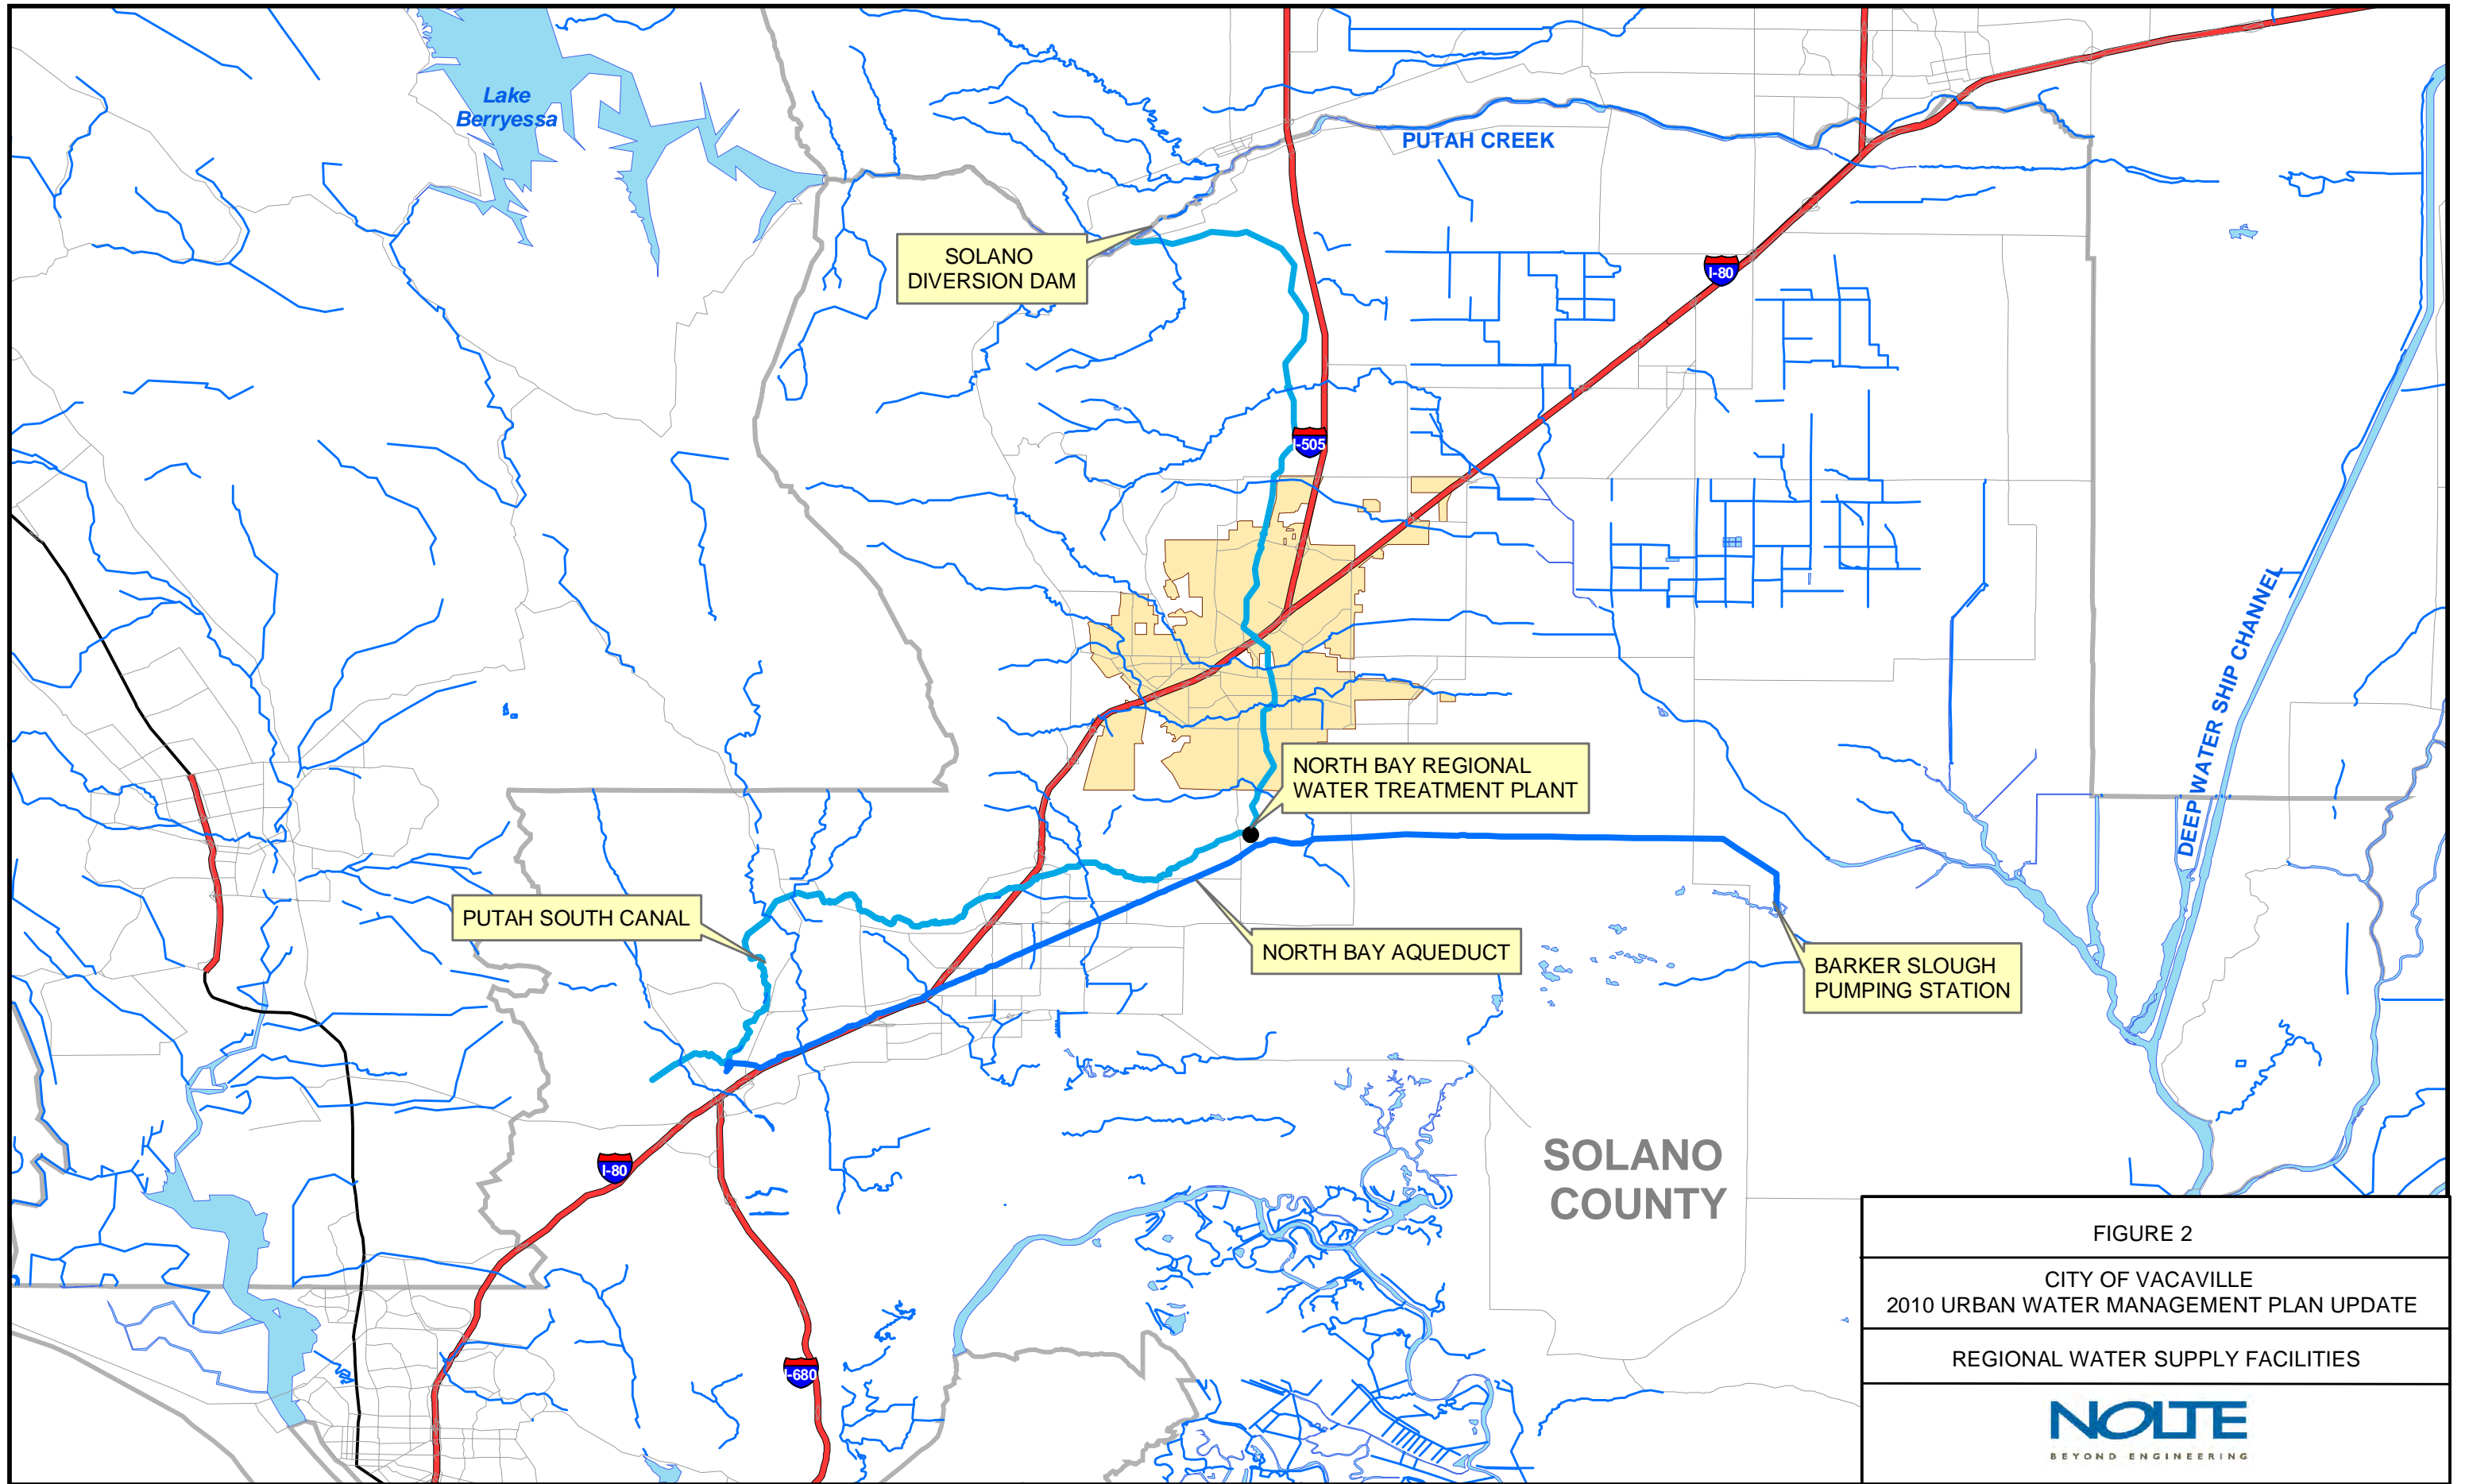 Lake
Berryessa
PUTAH CREEK
SOLANO
DIVERSION DAM
I-80
I-505
DEEP WATER SHIP CHANNEL
NORTH BAY REGIONAL
WATER TREATMENT PLANT
PUTAH SOUTH CANAL
NORTH BAY AQUEDUCT
BARKER SLOUGH
PUMPING STATION
SOLANO
COUNTY
I-80
I-680
FIGURE 2
CITY OF VACAVILLE
2010 URBAN WATER MANAGEMENT PLAN UPDATE
REGIONAL WATER SUPPLY FACILITIES
NOLTE
BEYOND ENGINEERING